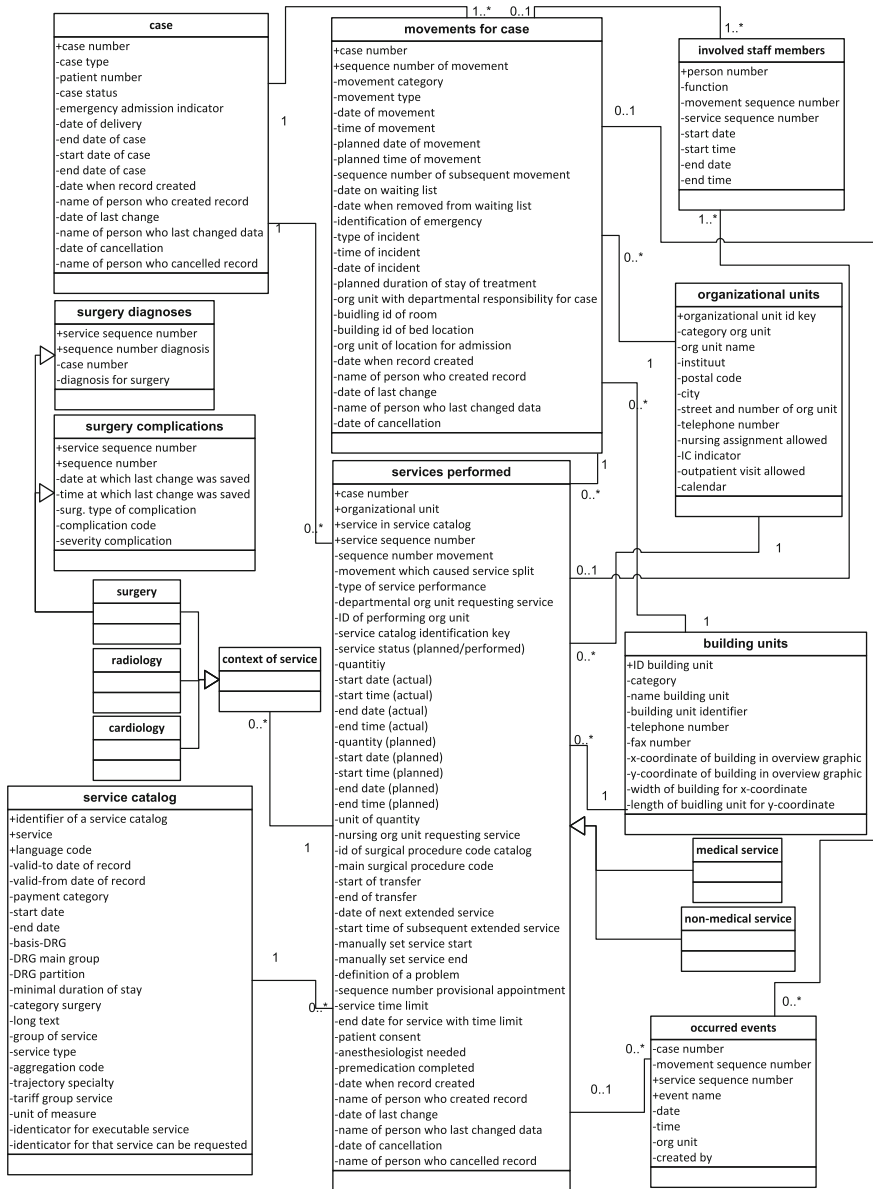 case
+case number
-case type
-patient number
-case status
-emergency admission indicator
-date of delivery
-end date of case
-start date of case
-end date of case
-date when record created
-name of person who created record
-date of last change
-name of person who last changed data
-date of cancellation
-name of person who cancelled record
1..*
0..1
1
1
movements for case
+case number
+sequence number of movement
-movement category
-movement type
-date of movement
-time of movement
-planned date of movement
-planned time of movement
-sequence number of subsequent movement
-date on waiting list
-date when removed from waiting list
-identification of emergency
-type of incident
-time of incident
-date of incident
-planned duration of stay of treatment
-org unit with departmental responsibility for case
-buidling id of room
-building id of bed location
-org unit of location for admission
-date when record created
-name of person who created record
-date of last change
-name of person who last changed data
-date of cancellation
1..*
involved staff members
+person number
-function
-movement sequence number
-service sequence number
-start date
-start time
-end date
-end time
0..1
1..*
0..*
surgery diagnoses
+service sequence number
+sequence number diagnosis
-case number
-diagnosis for surgery
organizational units
+organizational unit id key
-category org unit
-org unit name
-instituut
-postal code
-city
-street and number of org unit
-telephone number
-nursing assignment allowed
-IC indicator
-outpatient visit allowed
-calendar
1
0..*
surgery complications
+service sequence number
+sequence number
-date at which last change was saved
-time at which last change was saved
-surg. type of complication
-complication code
-severity complication
1
0..*
0..*
1
0..1
services performed
+case number
+organizational unit
+service in service catalog
+service sequence number
-sequence number movement
-movement which caused service split
-type of service performance
-departmental org unit requesting service
-ID of performing org unit
-service catalog identification key
-service status (planned/performed)
-quantitiy
-start date (actual)
-start time (actual)
-end date (actual)
-end time (actual)
-quantity (planned)
-start date (planned)
-start time (planned)
-end date (planned)
-end time (planned)
-unit of quantity
-nursing org unit requesting service
-id of surgical procedure code catalog
-main surgical procedure code
-start of transfer
-end of transfer
-date of next extended service
-start time of subsequent extended service
-manually set service start
-manually set service end
-definition of a problem
-sequence number provisional appointment
-service time limit
-end date for service with time limit
-patient consent
-anesthesiologist needed
-premedication completed
-date when record created
-name of person who created record
-date of last change
-name of person who last changed data
-date of cancellation
-name of person who cancelled record
surgery
radiology
cardiology
context of service
0..*
1
1
0..*
building units
+ID building unit
-category
-name building unit
-building unit identifier
-telephone number
-fax number
-x-coordinate of building in overview graphic
-y-coordinate of building in overview graphic
-width of building for x-coordinate
-length of buidling unit for y-coordinate
0..*
1
service catalog
+identifier of a service catalog
+service
+language code
-valid-to date of record
-valid-from date of record
-payment category
-start date
-end date
-basis-DRG
-DRG main group
-DRG partition
-minimal duration of stay
-category surgery
-long text
-group of service
-service type
-aggregation code
-trajectory specialty
-tariff group service
-unit of measure
-identicator for executable service
-identicator for that service can be requested
1
0..*
medical service
non-medical service
0..*
occurred events
-case number
-movement sequence number
+service sequence number
+event name
-date
-time
-org unit
-created by
0..*
0..1